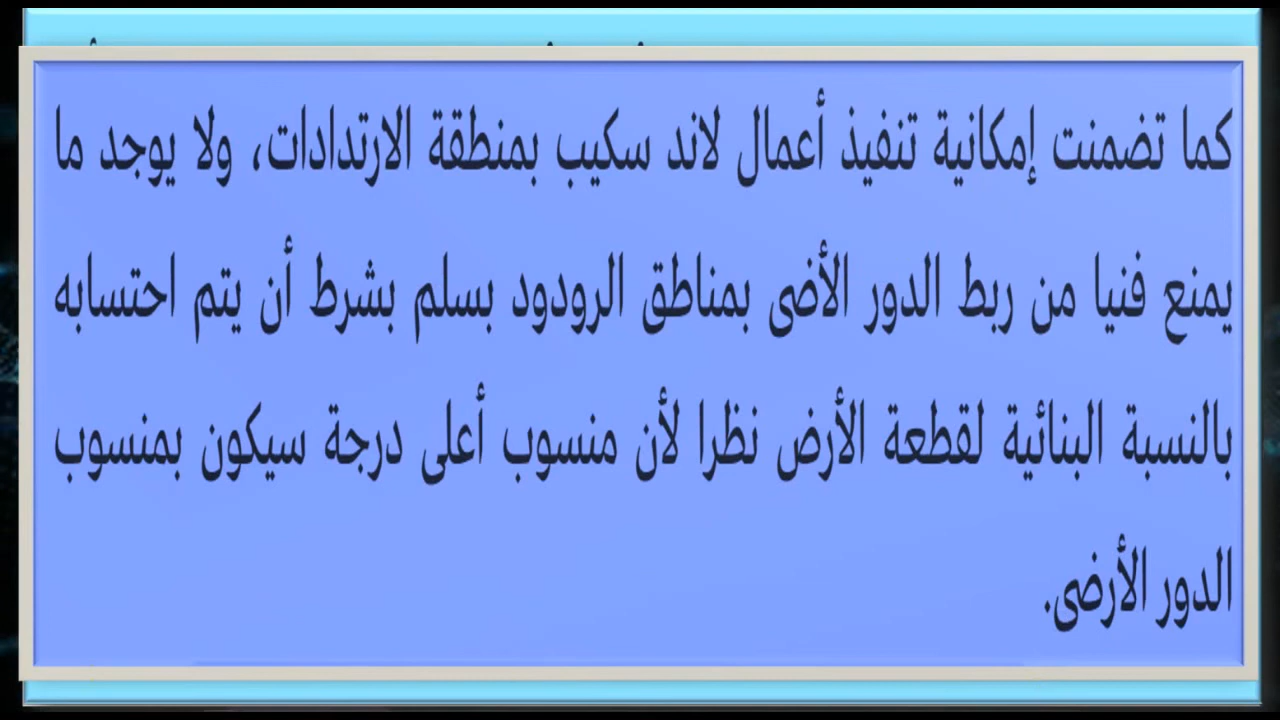 كما تضمنت إمكانية تنفيذ أعمال لاند سكيب بمنطقة الارتدادات، ولا يوجد ما
يمنع فنيا من ربط الدور الأضى بمناطق الرودود بسلم بشرط أن يتم احتسابه
بالنسبة البنائية لقطعة الأرض نظرا لأن منسوب أعلى درجة سيكون بمنسوب
الدور الأرضى.